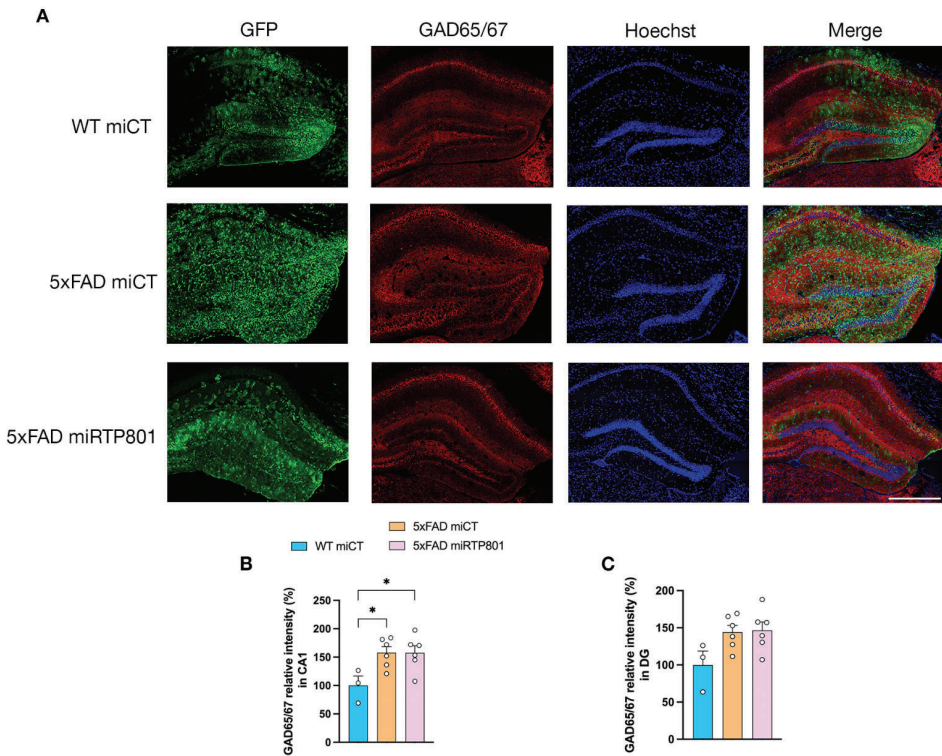 A
GFP GAD65/67 Hoechst Merge
WT miCT
5xFAD miCT
5xFAD miRTP801
WT miCT 5xFAD miCT
5xFAD miRTP801
B
GAD65/67 relative intensity (%)
in CA1
250
200
150
100
50
0
*
*
C
GAD65/67 relative intensity (%)
in DG
200
150
100
50
0